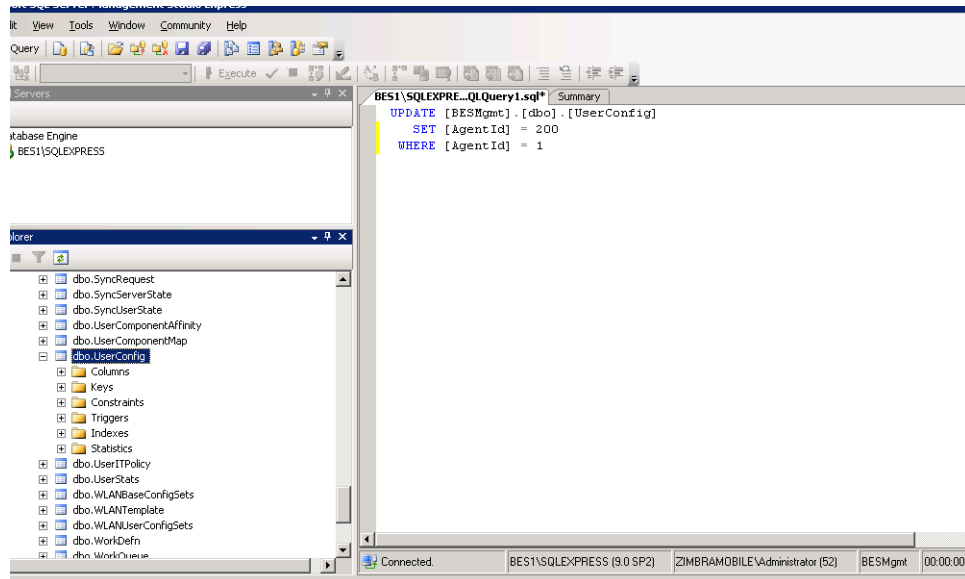 View Tools Window Community Help
Query
Execute
Servers
BES1\SQLEXPRE...QLQuery1.sql* Summary
UPDATE [BESMgmt].[dbo].[UserConfig]
SET [AgentId] = 200
WHERE [AgentId] = 1
Database Engine
BES1\SQLEXPRESS
dbo.SyncRequest
dbo.SyncServerState
dbo.SyncUserState
dbo.UserComponentAffinity
dbo.UserComponentMap
dbo.UserConfig
Columns
Keys
Constraints
Triggers
Indexes
Statistics
dbo.UserITPolicy
dbo.UserStats
dbo.WLANBaseConfigSets
dbo.WLANTemplate
dbo.WLANUserConfigSets
dbo.WorkDefn
dbo.WorkQueue
Connected. BES1\SQLEXPRESS (9.0 SP2) ZIMBRAMOBILE\Administrator (52) BESMgmt 00:00:00